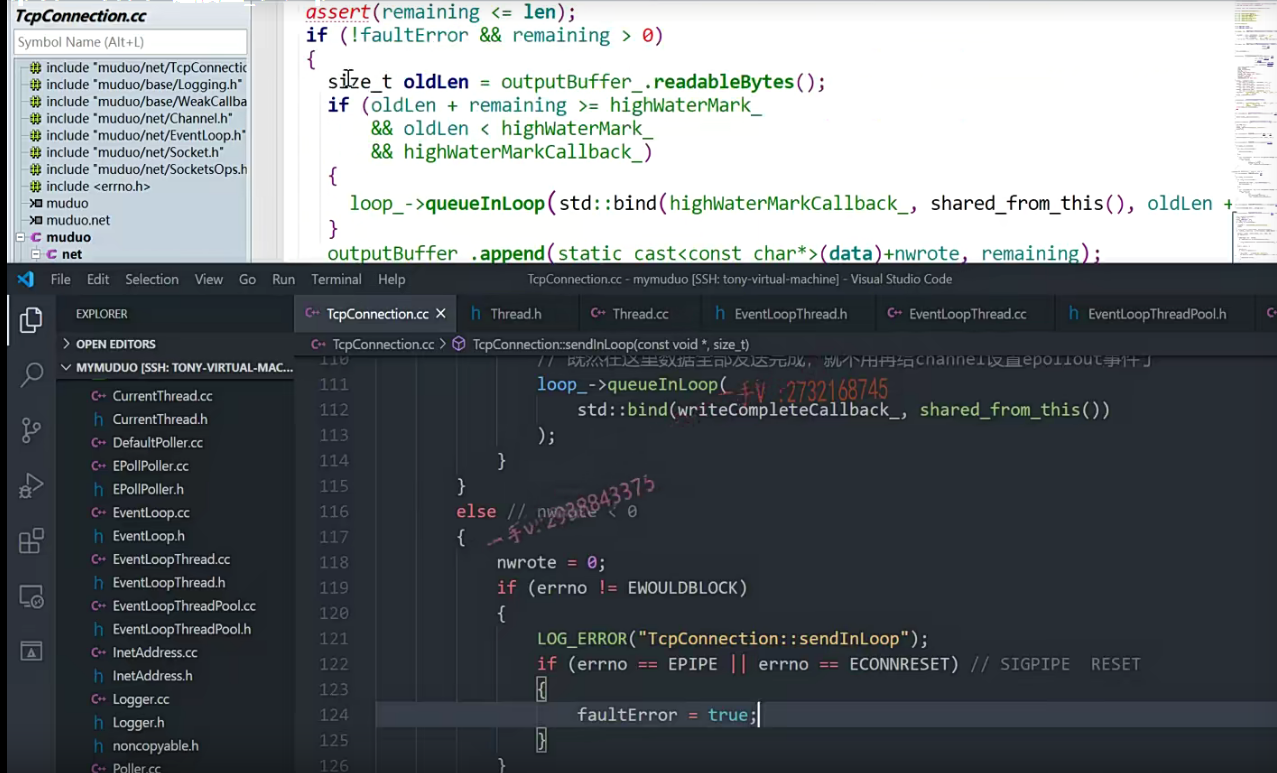 TcpConnection.cc
Symbol Name (Alt+L)
include "muduo/net/TcpConnectic
include "muduo/base/Logging.h"
include "muduo/base/WeakCallba
include "muduo/net/Channel.h"
include "muduo/net/EventLoop.h"
include "muduo/net/Socket.h"
include "muduo/net/SocketsOps.h
include <errno.h>
muduo
muduo.net
muduo
net
assert(remaining <= len);
if (!faultError && remaining > 0)
{
size_t oldLen = outputBuffer_.readableBytes();
if (oldLen + remaining >= highWaterMark_
&& oldLen < highWaterMark_
&& highWaterMarkCallback_)
{
loop_->queueInLoop(std::bind(highWaterMarkCallback_, shared_from_this(), oldLen +
}
outputBuffer_.append(static_cast<const char*>(data)+nwrote, remaining);
File Edit Selection View Go Run Terminal Help
TcpConnection.cc - mymuduo [SSH: tony-virtual-machine] - Visual Studio Code
EXPLORER
OPEN EDITORS
MYMUDUO [SSH: TONY-VIRTUAL-MAC...
CurrentThread.cc
CurrentThread.h
DefaultPoller.cc
EPollPoller.cc
EPollPoller.h
EventLoop.cc
EventLoop.h
EventLoopThread.cc
EventLoopThread.h
EventLoopThreadPool.cc
EventLoopThreadPool.h
InetAddress.cc
InetAddress.h
Logger.cc
Logger.h
noncopyable.h
Poller.cc
TcpConnection.cc Thread.h Thread.cc EventLoopThread.h EventLoopThread.cc EventLoopThreadPool.h
TcpConnection.cc > TcpConnection::sendInLoop(const void *, size_t)
110 // 既然在这里数据全部发送完成，就不用再给channel设置epollout事件了
111 loop_->queueInLoop(
112 std::bind(writeCompleteCallback_, shared_from_this())
113 );
114 }
115 }
116 else // nwrote < 0
117 {
118 nwrote = 0;
119 if (errno != EWOULDBLOCK)
120 {
121 LOG_ERROR("TcpConnection::sendInLoop");
122 if (errno == EPIPE || errno == ECONNRESET) // SIGPIPE RESET
123 {
124 faultError = true;
125 }
126 }
一手V:2732168745
一手V:2938843375